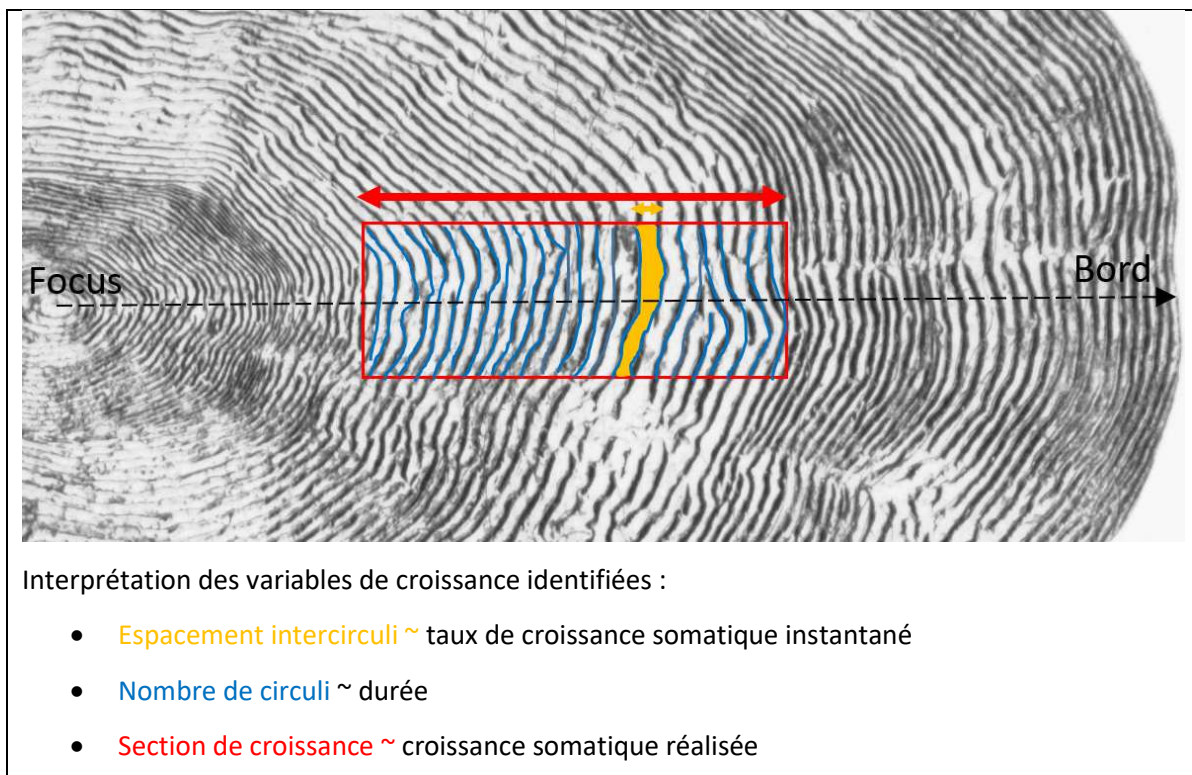 Focus
Bord
Interprétation des variables de croissance identifiées :
• Espacement intercirculi ~ taux de croissance somatique instantané
• Nombre de circuli ~ durée
• Section de croissance ~ croissance somatique réalisée